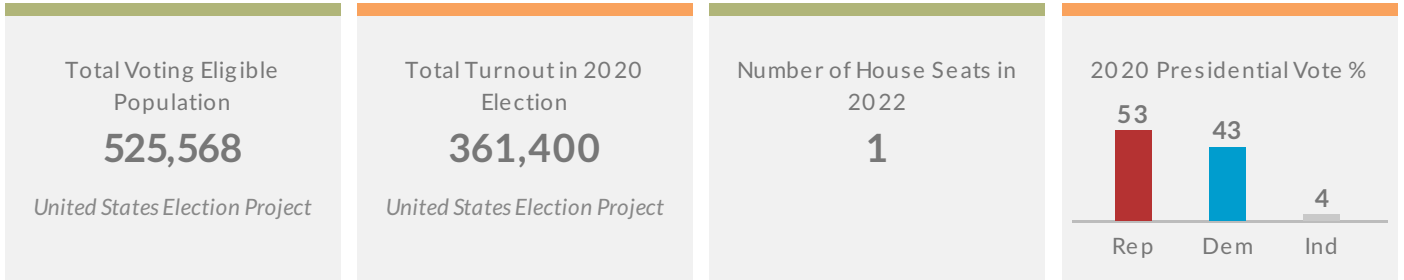 Total Voting Eligible
Population
525,568
United States Election Project
Total Turnout in 2020
Election
361,400
United States Election Project
Number of House Seats in
2022
1
2020 Presidential Vote %
53
43
4
Rep
Dem
Ind